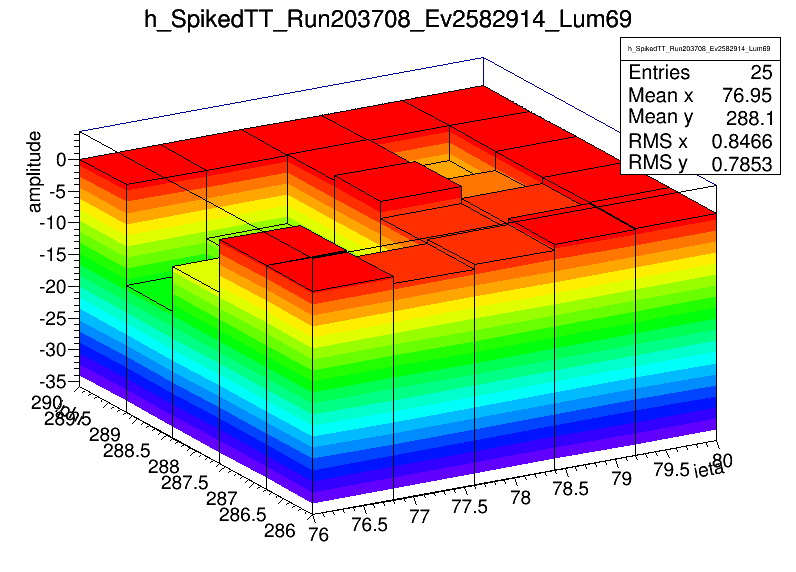 h_SpikedTT_Run203708_Ev2582914_Lum69
h_SpikedTT_Run203708_Ev2582914_Lum69
Entries 25
Mean x 76.95
Mean y 288.1
RMS x 0.8466
RMS y 0.7853
amplitude
0
-5
-10
-15
-20
-25
-30
-35
290
289.5
289
288.5
288
287.5
287
286.5
286
76
76.5
77
77.5
78
78.5
79
79.5
80
ieta